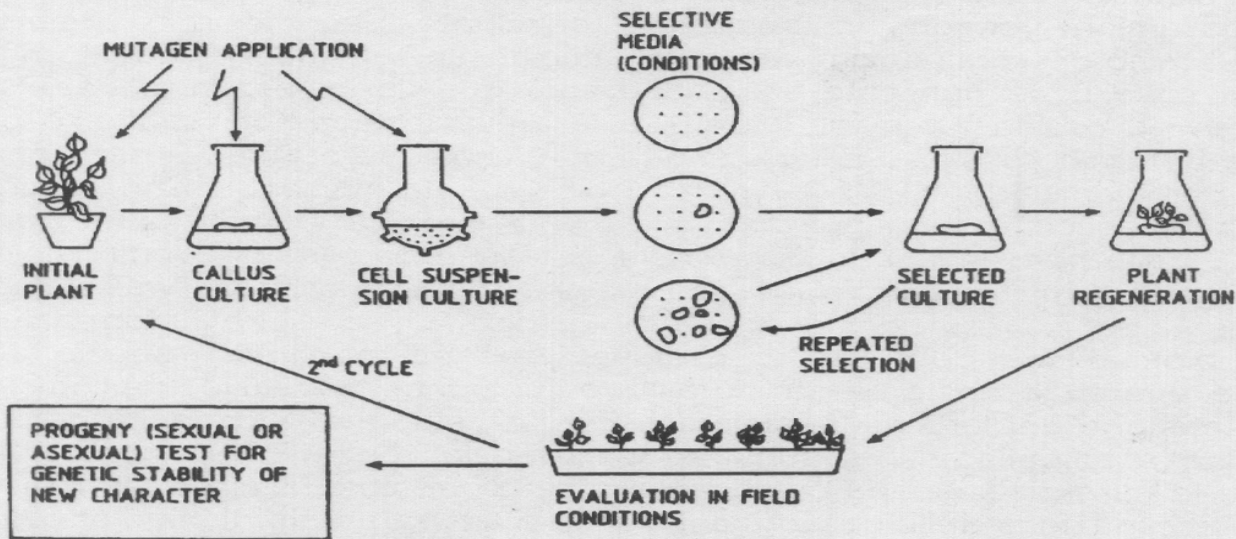 MUTAGEN APPLICATION
SELECTIVE
MEDIA
(CONDITIONS)
INITIAL
PLANT
CALLUS
CULTURE
CELL SUSPEN-
SION CULTURE
SELECTED
CULTURE
PLANT
REGENERATION
REPEATED
SELECTION
2nd CYCLE
PROGENY (SEXUAL OR
ASEXUAL) TEST FOR
GENETIC STABILITY OF
NEW CHARACTER
EVALUATION IN FIELD
CONDITIONS